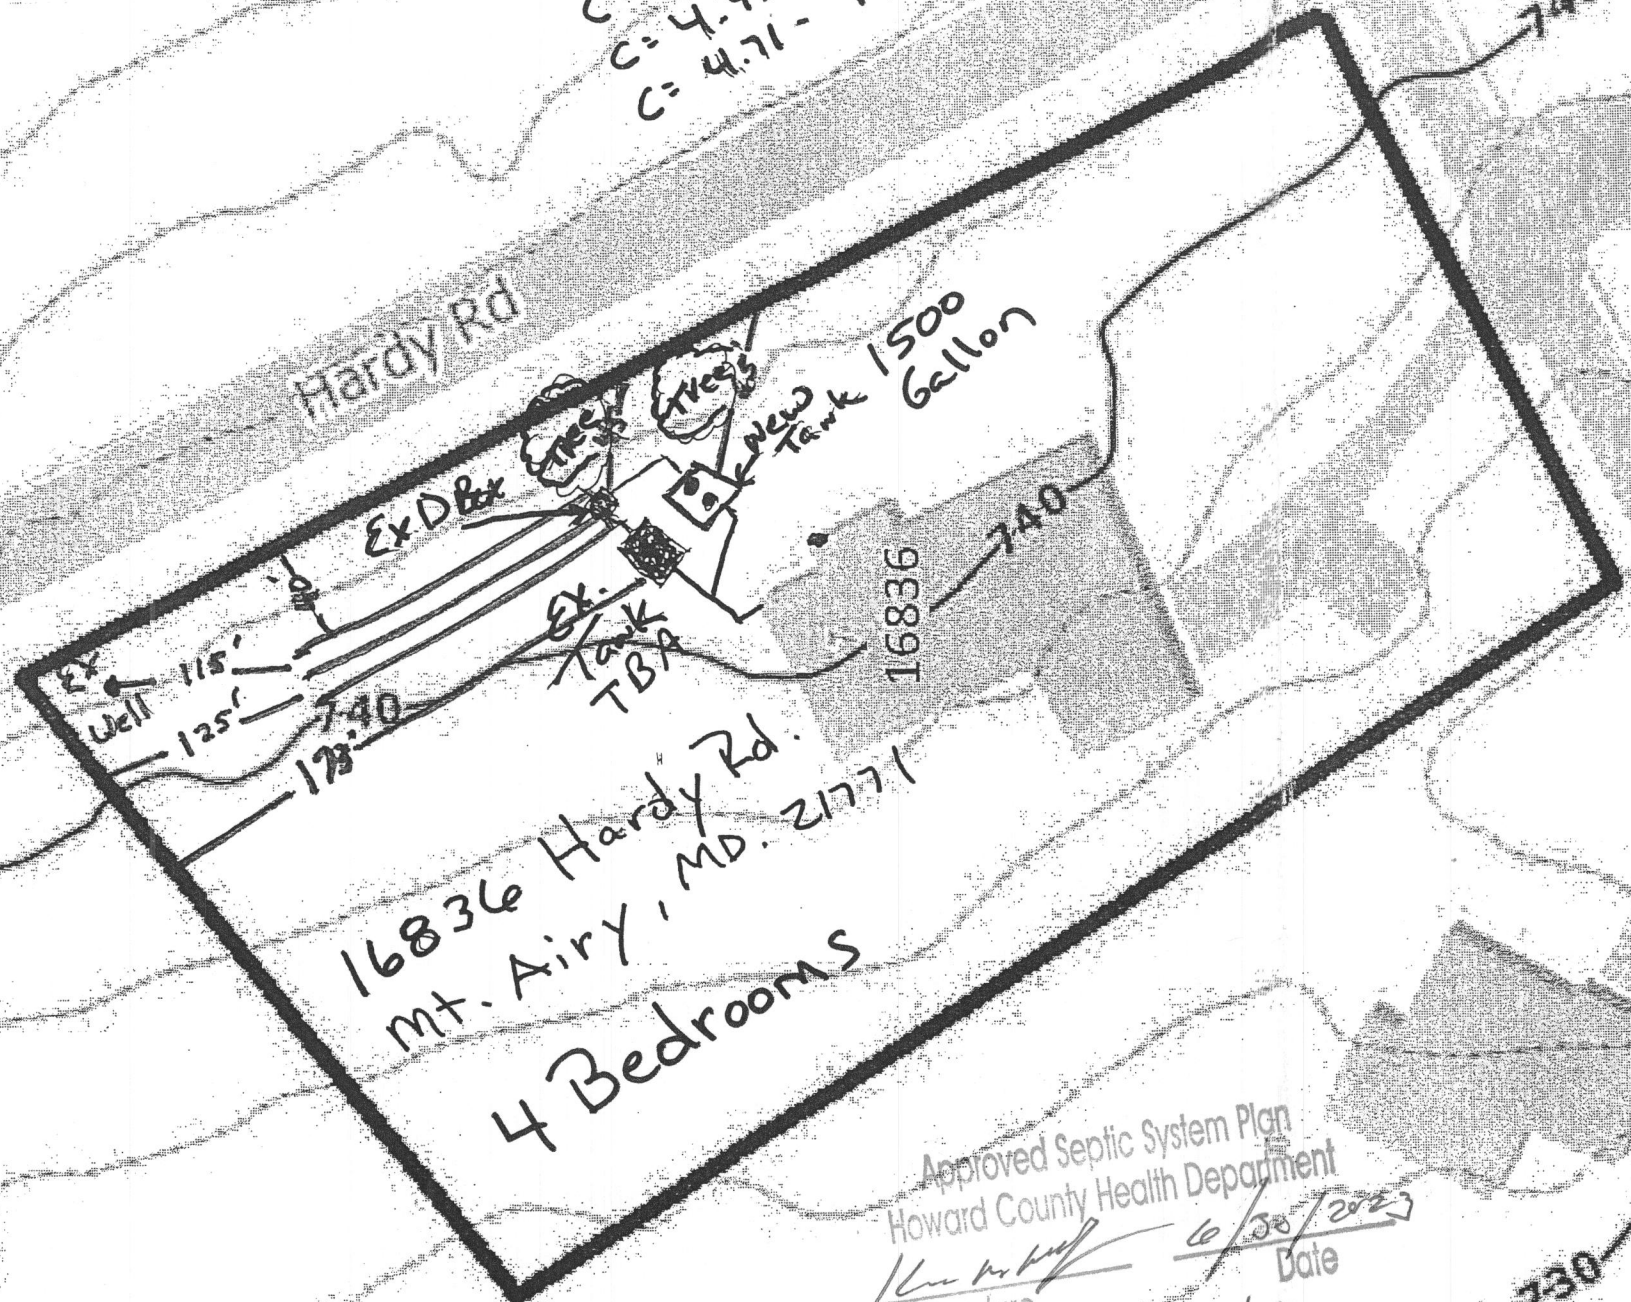 C= 4.71-
Hardy Rd
Trees
Trees
New
Tank 1500
Gallon
Ex D Box
Ex
Well
115'
125'
740
Ex.
Tank
TBA
740
16836
16836 Hardy Rd.
Mt. Airy, MD. 21771
4 Bedrooms
Approved Septic System Plan
Howard County Health Department
Date
730